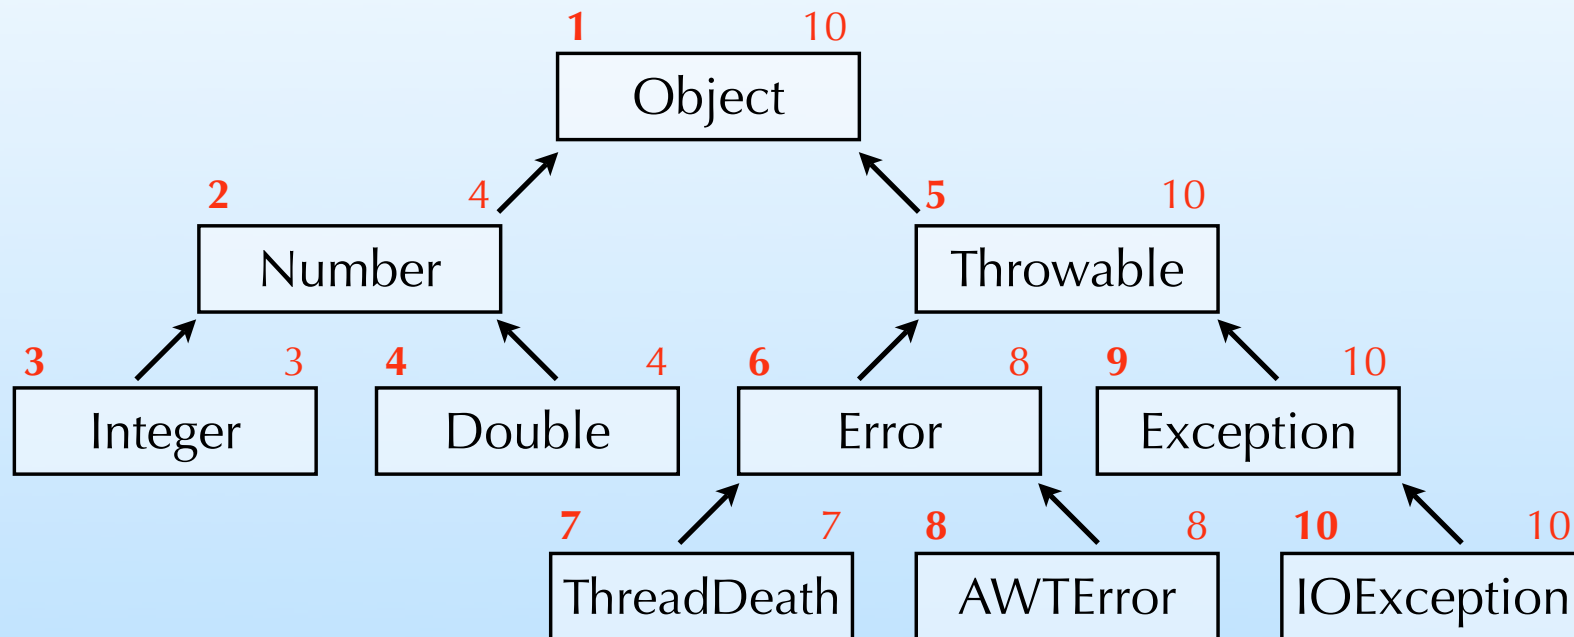 1 10
Object
2 4 5 10
Number Throwable
3 3 4 4 6 8 9 10
Integer Double Error Exception
7 7 8 8 10 10
ThreadDeath AWTError IOException